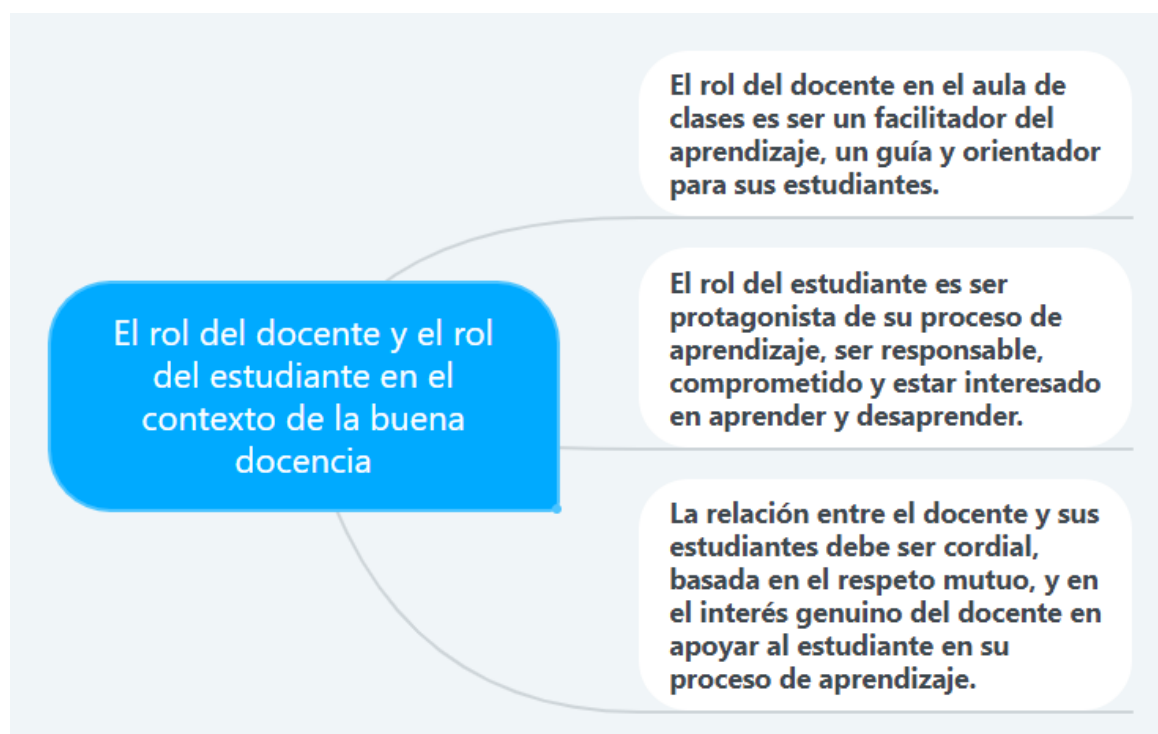 El rol del docente en el aula de
clases es ser un facilitador del
aprendizaje, un guía y orientador
para sus estudiantes.
El rol del docente y el rol
del estudiante en el
contexto de la buena
docencia
El rol del estudiante es ser
protagonista de su proceso de
aprendizaje, ser responsable,
comprometido y estar interesado
en aprender y desaprender.
La relación entre el docente y sus
estudiantes debe ser cordial,
basada en el respeto mutuo, y en
el interés genuino del docente en
apoyar al estudiante en su
proceso de aprendizaje.